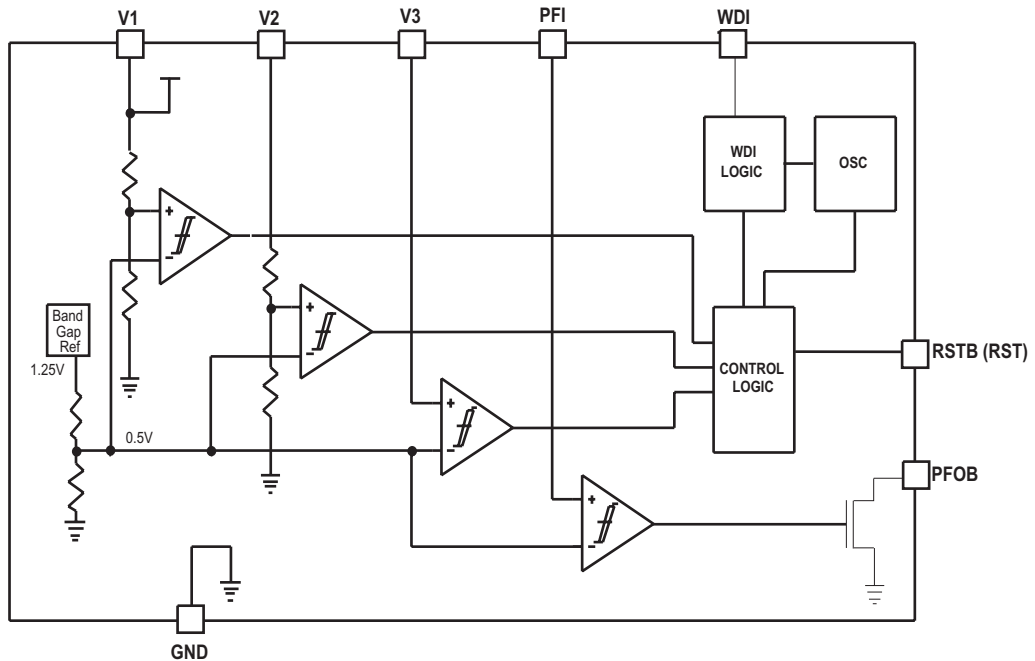 V1
V2
V3
PFI
WDI
WDI
LOGIC
OSC
+
-
Band
Gap
Ref
1.25V
+
-
RSTB (RST)
CONTROL
LOGIC
+
-
0.5V
PFOB
+
-
GND